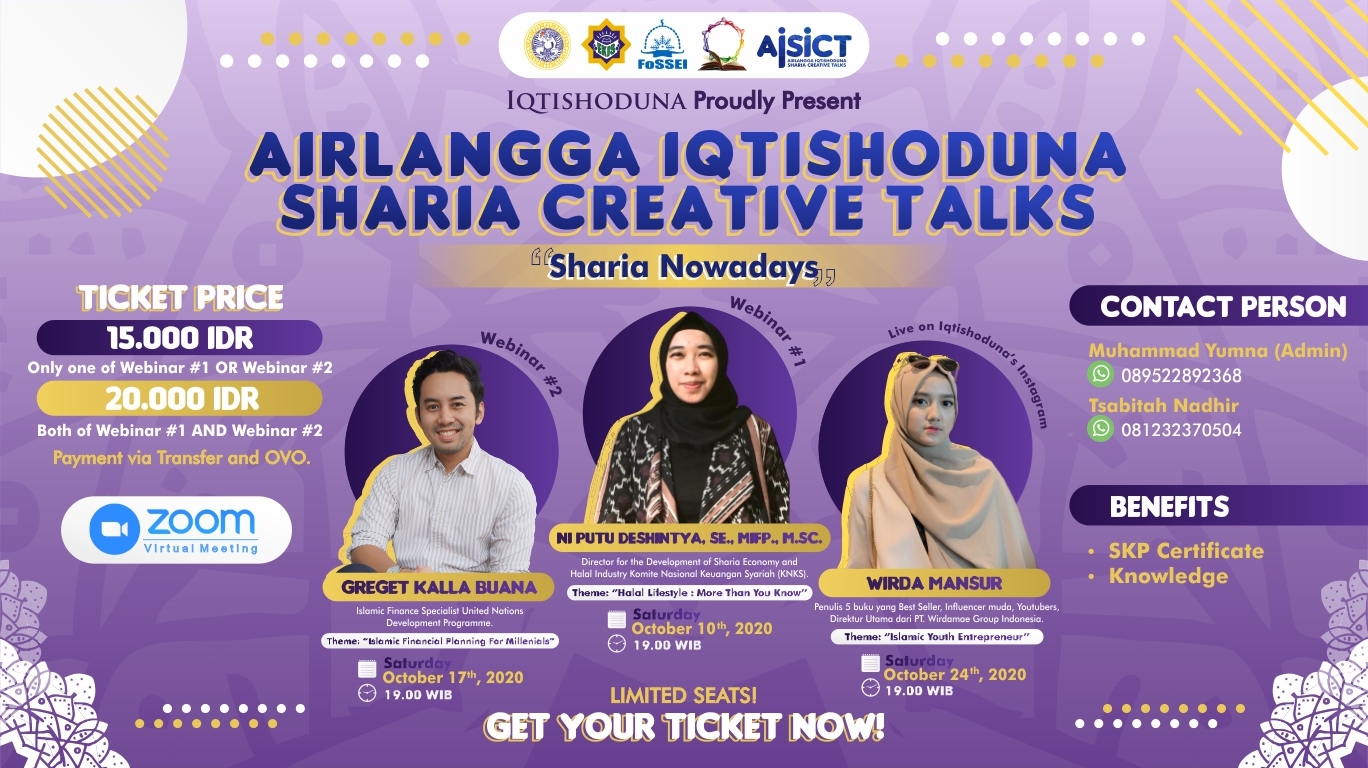 FoSSEI
AJSICT
AIRLANGGA IQTISHODUNA
SHARIA CREATIVE TALKS
IQTISHODUNA Proudly Present
AIRLANGGA IQTISHODUNA
SHARIA CREATIVE TALKS
“Sharia Nowadays”
TICKET PRICE
15.000 IDR
Only one of Webinar #1 OR Webinar #2
20.000 IDR
Both of Webinar #1 AND Webinar #2
Payment via Transfer and OVO.
zoom
Virtual Meeting
Webinar #2
GREGET KALLA BUANA
Islamic Finance Specialist United Nations
Development Programme.
Theme: “Islamic Financial Planning For Millenials”
Saturday
October 17th, 2020
19.00 WIB
Webinar #1
NI PUTU DESHINTYA, SE., MIFP., M.SC.
Director for the Development of Sharia Economy and
Halal Industry Komite Nasional Keuangan Syariah (KNKS).
Theme: “Halal Lifestyle : More Than You Know”
Saturday
October 10th, 2020
19.00 WIB
Live on Iqtishoduna's Instagram
WIRDA MANSUR
Penulis 5 buku yang Best Seller, Influencer muda, Youtubers,
Direktur Utama dari PT. Wirdamae Group Indonesia.
Theme: “Islamic Youth Entrepreneur”
Saturday
October 24th, 2020
19.00 WIB
CONTACT PERSON
Muhammad Yumna (Admin)
089522892368
Tsabitah Nadhir
081232370504
BENEFITS
• SKP Certificate
• Knowledge
LIMITED SEATS!
GET YOUR TICKET NOW!